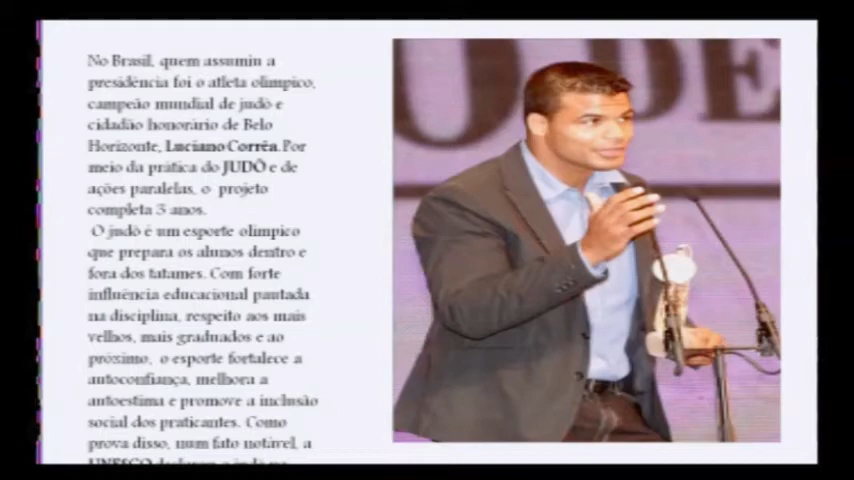 No Brasil, quem assumiu a
presidência foi o atleta olímpico,
campeão mundial de judô e
cidadão honorário de Belo
Horizonte, Luciano Corrêa. Por
meio da prática do JUDÔ e de
ações paralelas, o projeto
completa 3 anos.
O judô é um esporte olímpico
que prepara os alunos dentro e
fora dos tatames. Com forte
influência educacional pautada
na disciplina, respeito aos mais
velhos, mais graduados e ao
próximo, o esporte fortalece a
autoconfiança, melhora a
autoestima e promove a inclusão
social dos praticantes. Como
prova disso, num fato notável, a
UNESCO declarou o judô